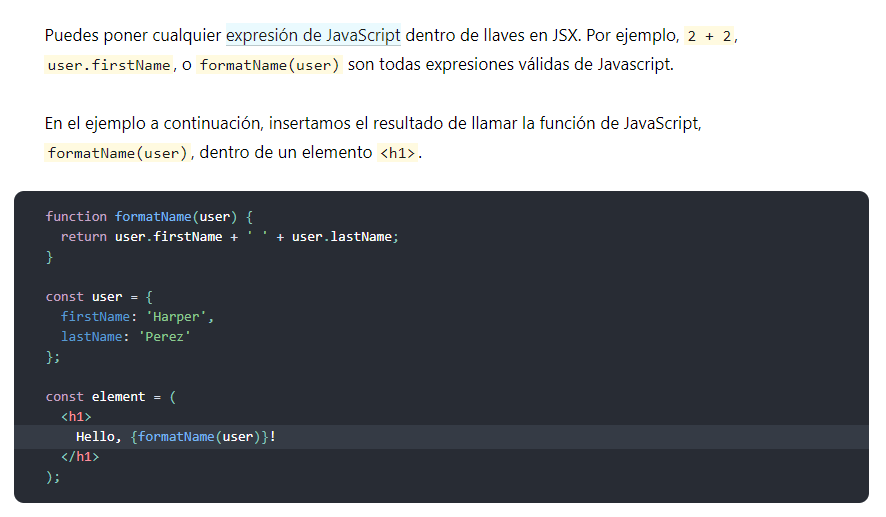 Puedes poner cualquier expresión de JavaScript dentro de llaves en JSX. Por ejemplo, 2 + 2,
user.firstName, o formatName(user) son todas expresiones válidas de Javascript.
En el ejemplo a continuación, insertamos el resultado de llamar la función de JavaScript,
formatName(user), dentro de un elemento <h1>.
function formatName(user) {
  return user.firstName + ' ' + user.lastName;
}
const user = {
  firstName: 'Harper',
  lastName: 'Perez'
};
const element = (
  <h1>
    Hello, {formatName(user)}!
  </h1>
);